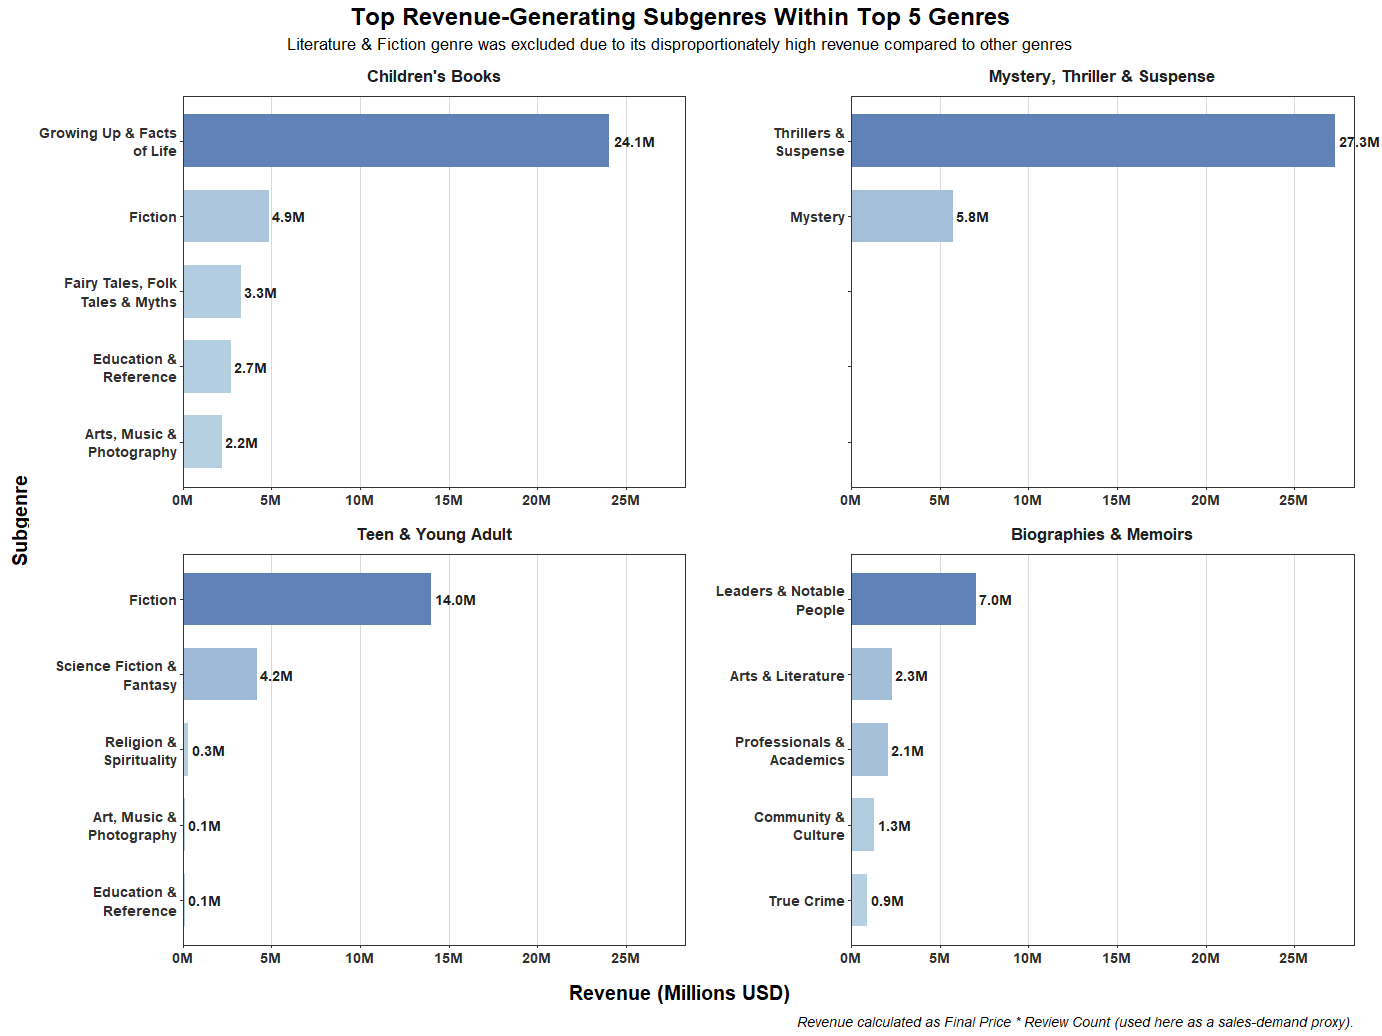 Top Revenue-Generating Subgenres Within Top 5 Genres
Literature & Fiction genre was excluded due to its disproportionately high revenue compared to other genres
Children's Books
Growing Up & Facts
of Life
24.1M
Fiction
4.9M
Fairy Tales, Folk
Tales & Myths
3.3M
Education &
Reference
2.7M
Arts, Music &
Photography
2.2M
0M 5M 10M 15M 20M 25M
Mystery, Thriller & Suspense
Thrillers &
Suspense
27.3M
Mystery
5.8M
0M 5M 10M 15M 20M 25M
Subgenre
Teen & Young Adult
Fiction
14.0M
Science Fiction &
Fantasy
4.2M
Religion &
Spirituality
0.3M
Art, Music &
Photography
0.1M
Education &
Reference
0.1M
0M 5M 10M 15M 20M 25M
Biographies & Memoirs
Leaders & Notable
People
7.0M
Arts & Literature
2.3M
Professionals &
Academics
2.1M
Community &
Culture
1.3M
True Crime
0.9M
0M 5M 10M 15M 20M 25M
Revenue (Millions USD)
Revenue calculated as Final Price * Review Count (used here as a sales-demand proxy).